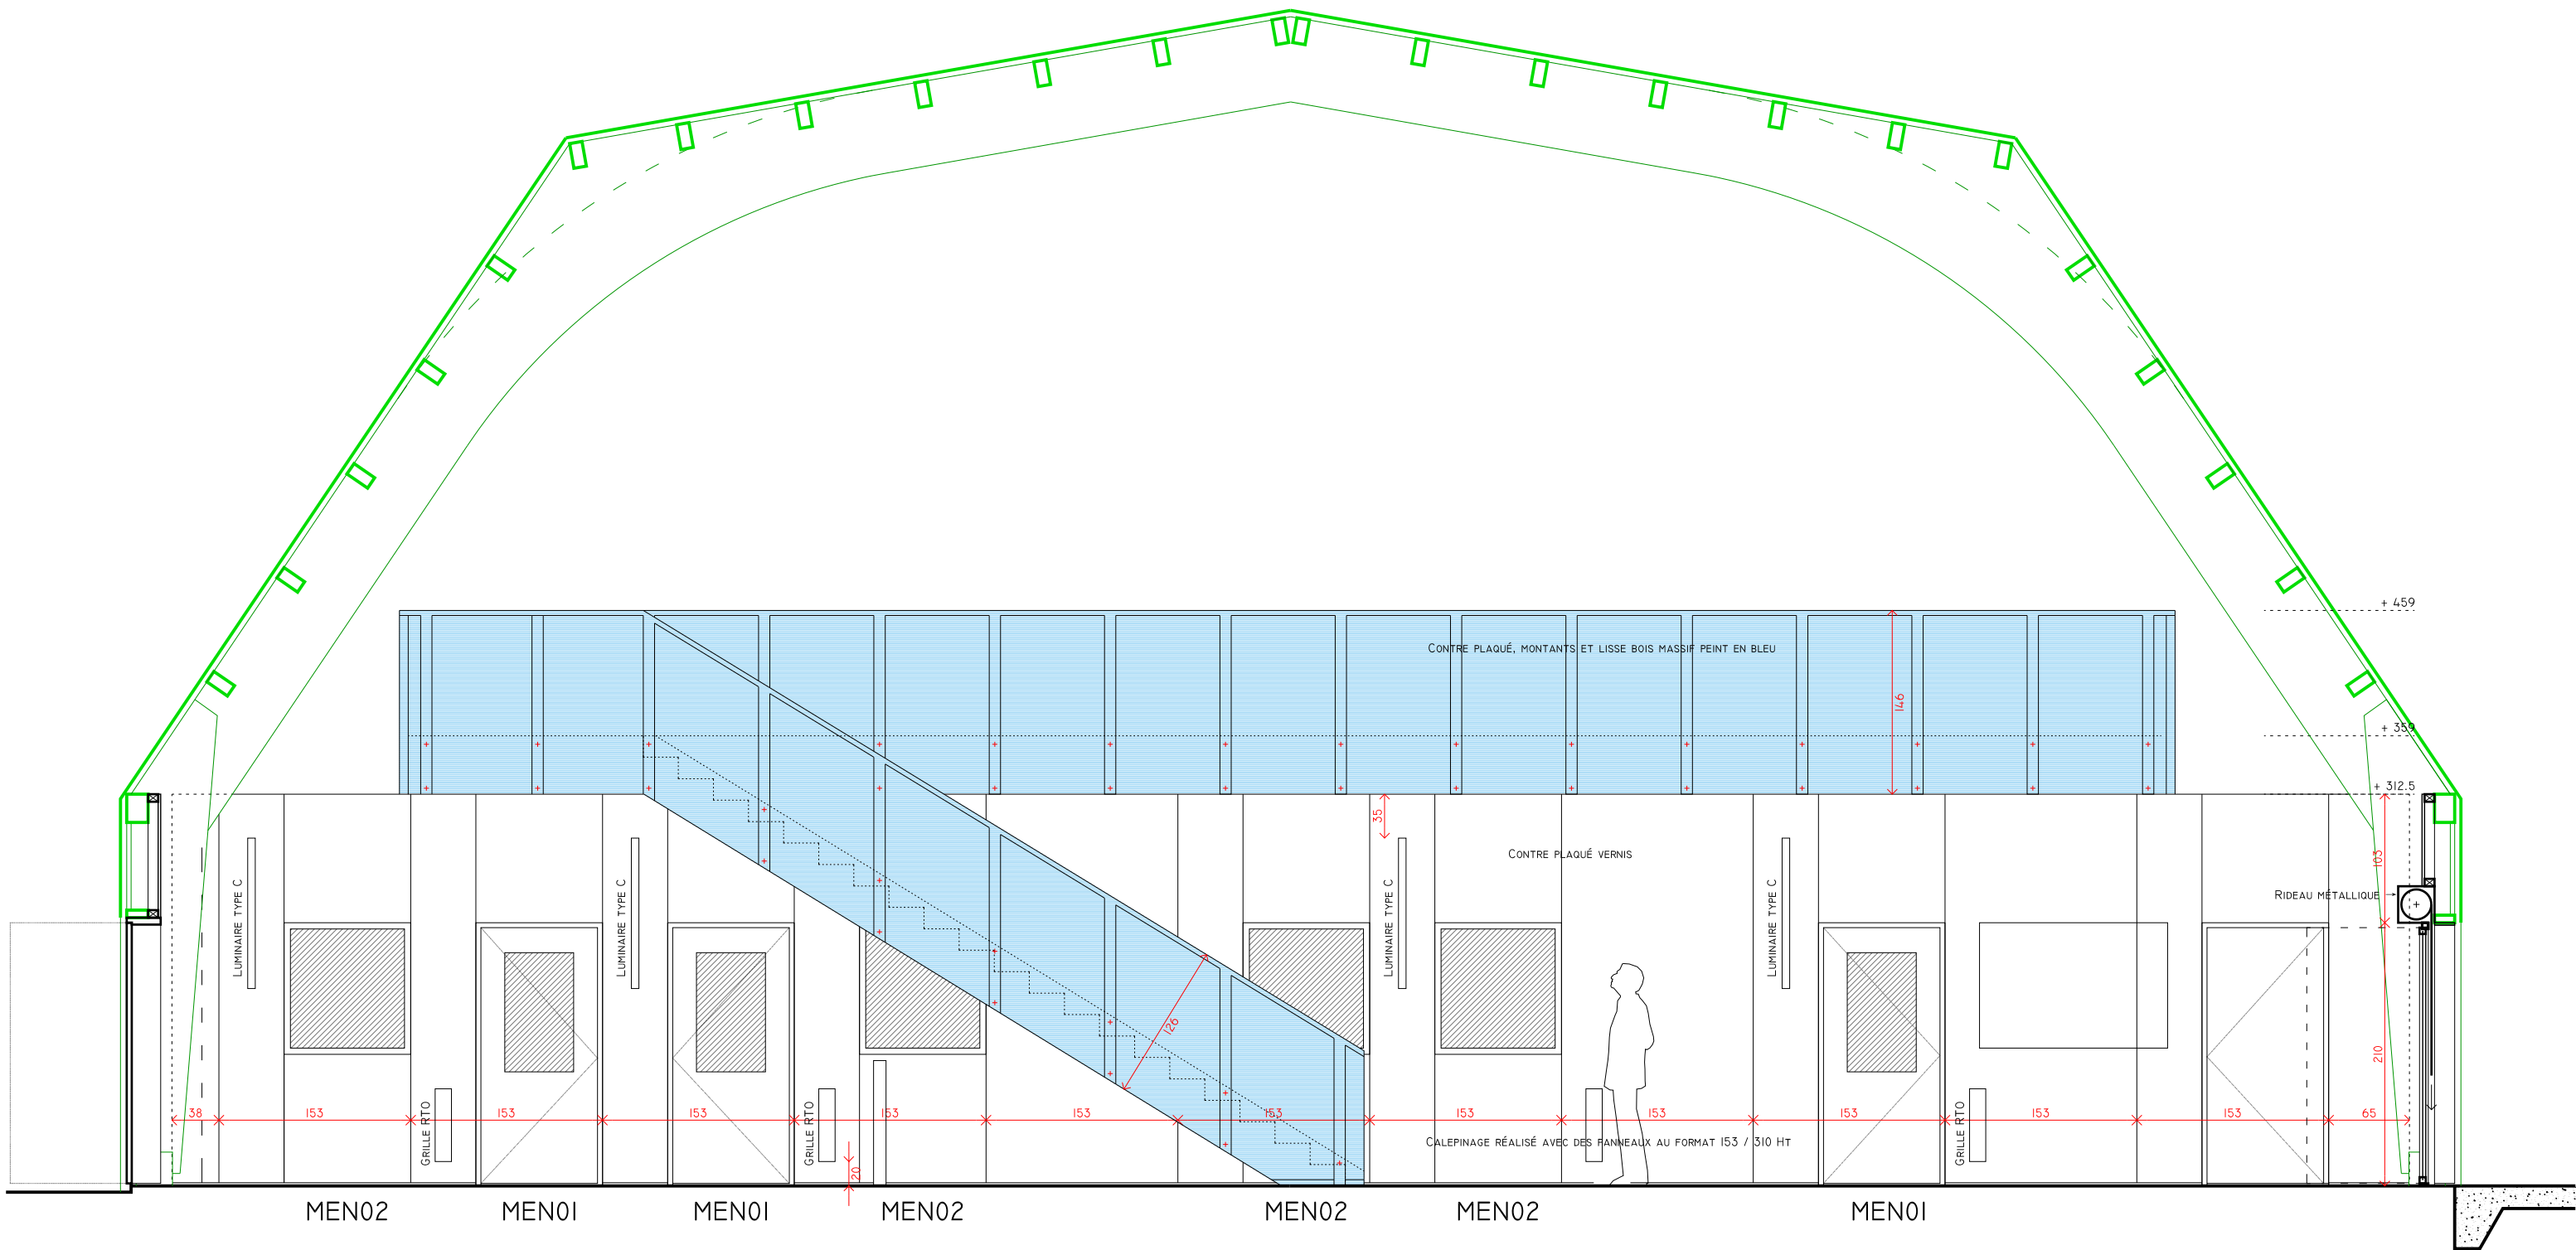 + 459
CONTRE PLAQUÉ, MONTANTS ET LISSE BOIS MASSIF PEINT EN BLEU
146
+ 359
+ 312.5
35
CONTRE PLAQUÉ VERNIS
103
RIDEAU MÉTALLIQUE
LUMINAIRE TYPE C
LUMINAIRE TYPE C
LUMINAIRE TYPE C
LUMINAIRE TYPE C
126
210
38
153
153
153
153
153
153
153
153
153
153
153
65
GRILLE RTO
GRILLE RTO
GRILLE RTO
CALEPINAGE RÉALISÉ AVEC DES PANNEAUX AU FORMAT 153 / 310 HT
20
MEN02
MEN01
MEN01
MEN02
MEN02
MEN02
MEN01